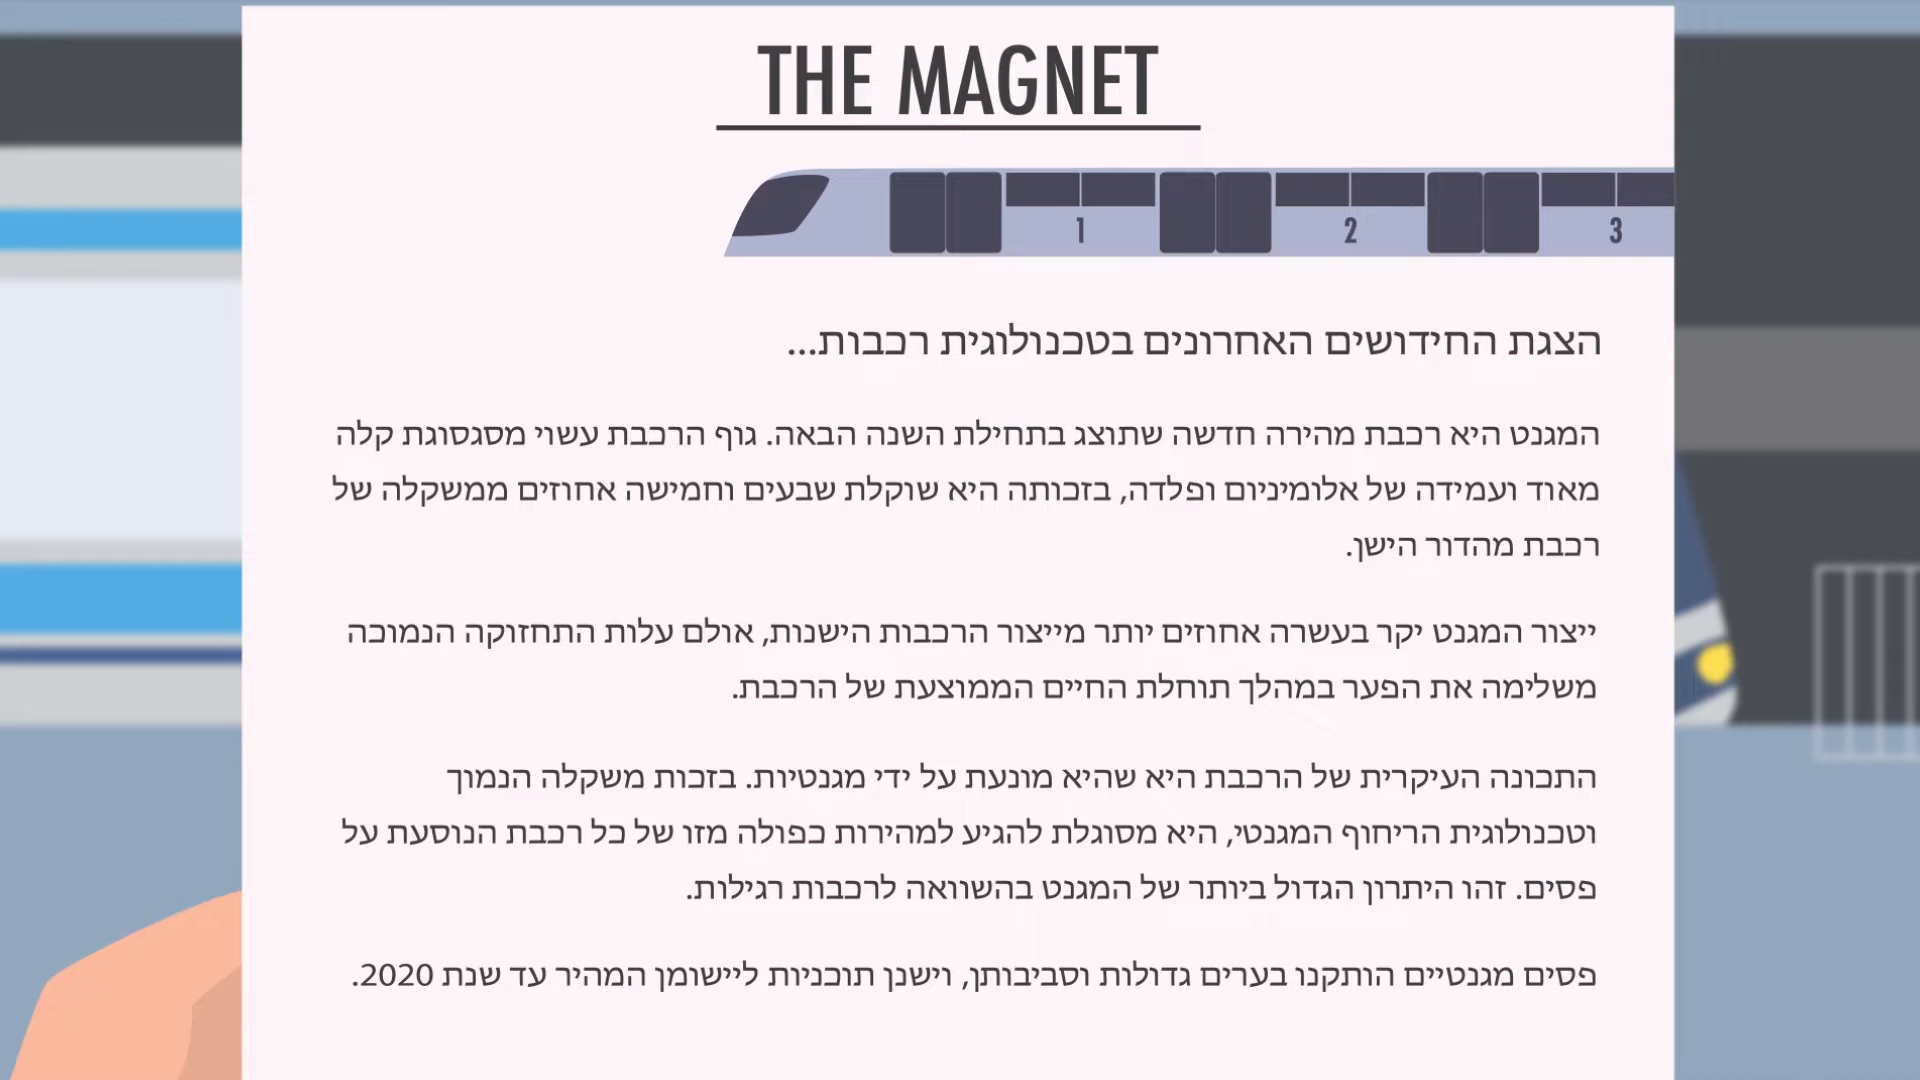 THE MAGNET
1 2 3
הצגת החידושים האחרונים בטכנולוגית רכבות...
המגנט היא רכבת מהירה חדשה שתוצג בתחילת השנה הבאה. גוף הרכבת עשוי מסגסוגת קלה
מאוד ועמידה של אלומיניום ופלדה, בזכותה היא שוקלת שבעים וחמישה אחוזים ממשקלה של
רכבת מהדור הישן.
ייצור המגנט יקר בעשרה אחוזים יותר מייצור הרכבות הישנות, אולם עלות התחזוקה הנמוכה
משלימה את הפער במהלך תוחלת החיים הממוצעת של הרכבת.
התכונה העיקרית של הרכבת היא שהיא מונעת על ידי מגנטיות. בזכות משקלה הנמוך
וטכנולוגית הריחוף המגנטי, היא מסוגלת להגיע למהירות כפולה מזו של כל רכבת הנוסעת על
פסים. זהו היתרון הגדול ביותר של המגנט בהשוואה לרכבות רגילות.
פסים מגנטיים הותקנו בערים גדולות וסביבותן, וישנן תוכניות ליישומן המהיר עד שנת 2020.